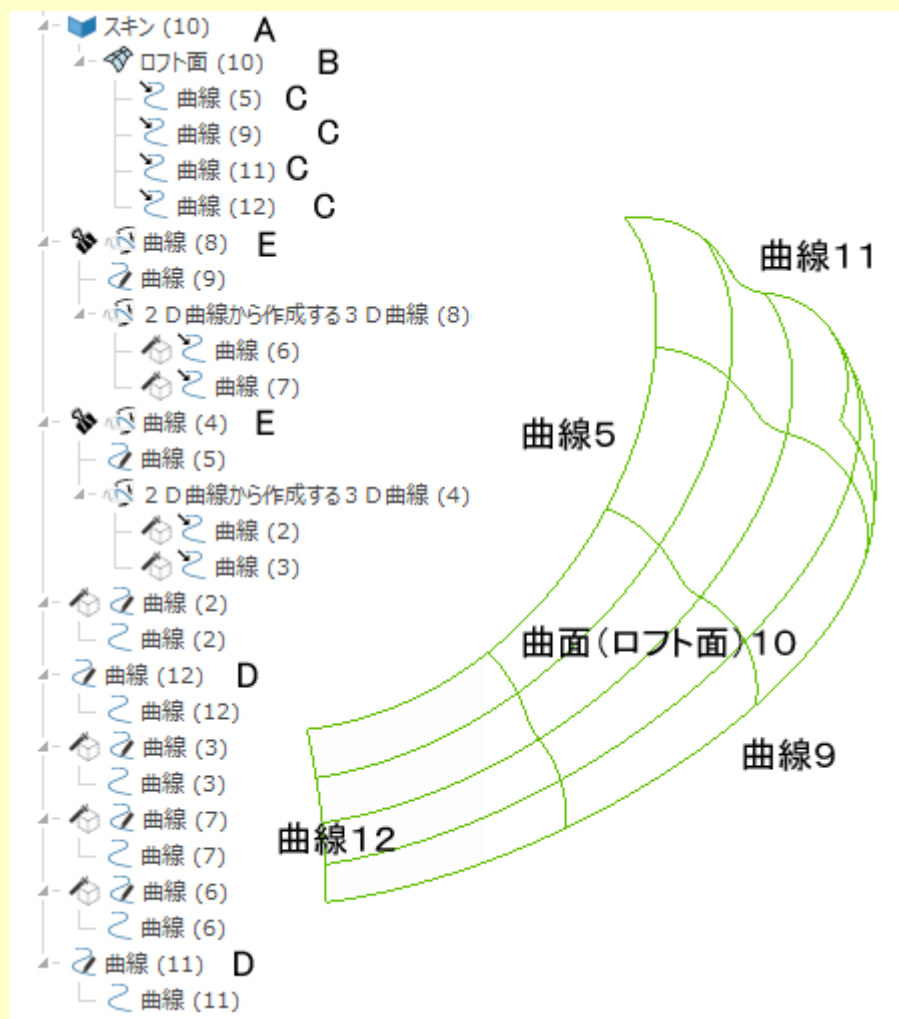 スキン (10) A
ロフト面 (10) B
曲線 (5) C
曲線 (9) C
曲線 (11) C
曲線 (12) C
曲線 (8) E
曲線 (9)
２Ｄ曲線から作成する３Ｄ曲線 (8)
曲線 (6)
曲線 (7)
曲線 (4) E
曲線 (5)
２Ｄ曲線から作成する３Ｄ曲線 (4)
曲線 (2)
曲線 (3)
曲線 (2)
曲線 (2)
曲線 (12) D
曲線 (12)
曲線 (3)
曲線 (3)
曲線 (7)
曲線 (7)
曲線 (6)
曲線 (6)
曲線 (11) D
曲線 (11)
曲線１１
曲線５
曲面（ロフト面）１０
曲線９
曲線１２